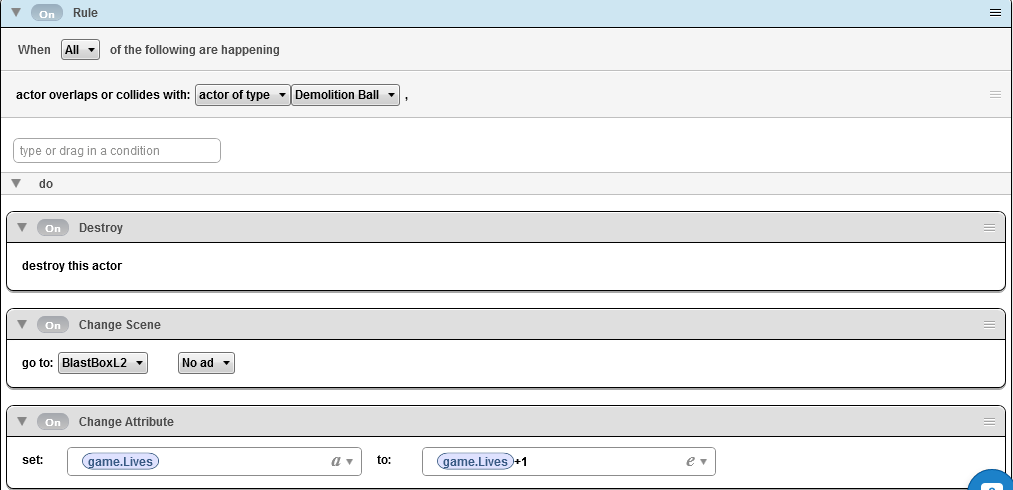 On Rule
When All of the following are happening
actor overlaps or collides with: actor of type Demolition Ball ,
type or drag in a condition
do
On Destroy
destroy this actor
On Change Scene
go to: BlastBoxL2 No ad
On Change Attribute
set: game.Lives a to: game.Lives+1 e